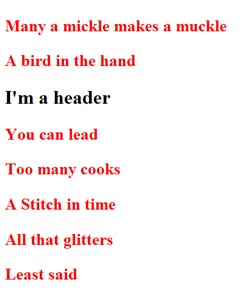 Many a mickle makes a muckle
A bird in the hand
I'm a header
You can lead
Too many cooks
A Stitch in time
All that glitters
Least said